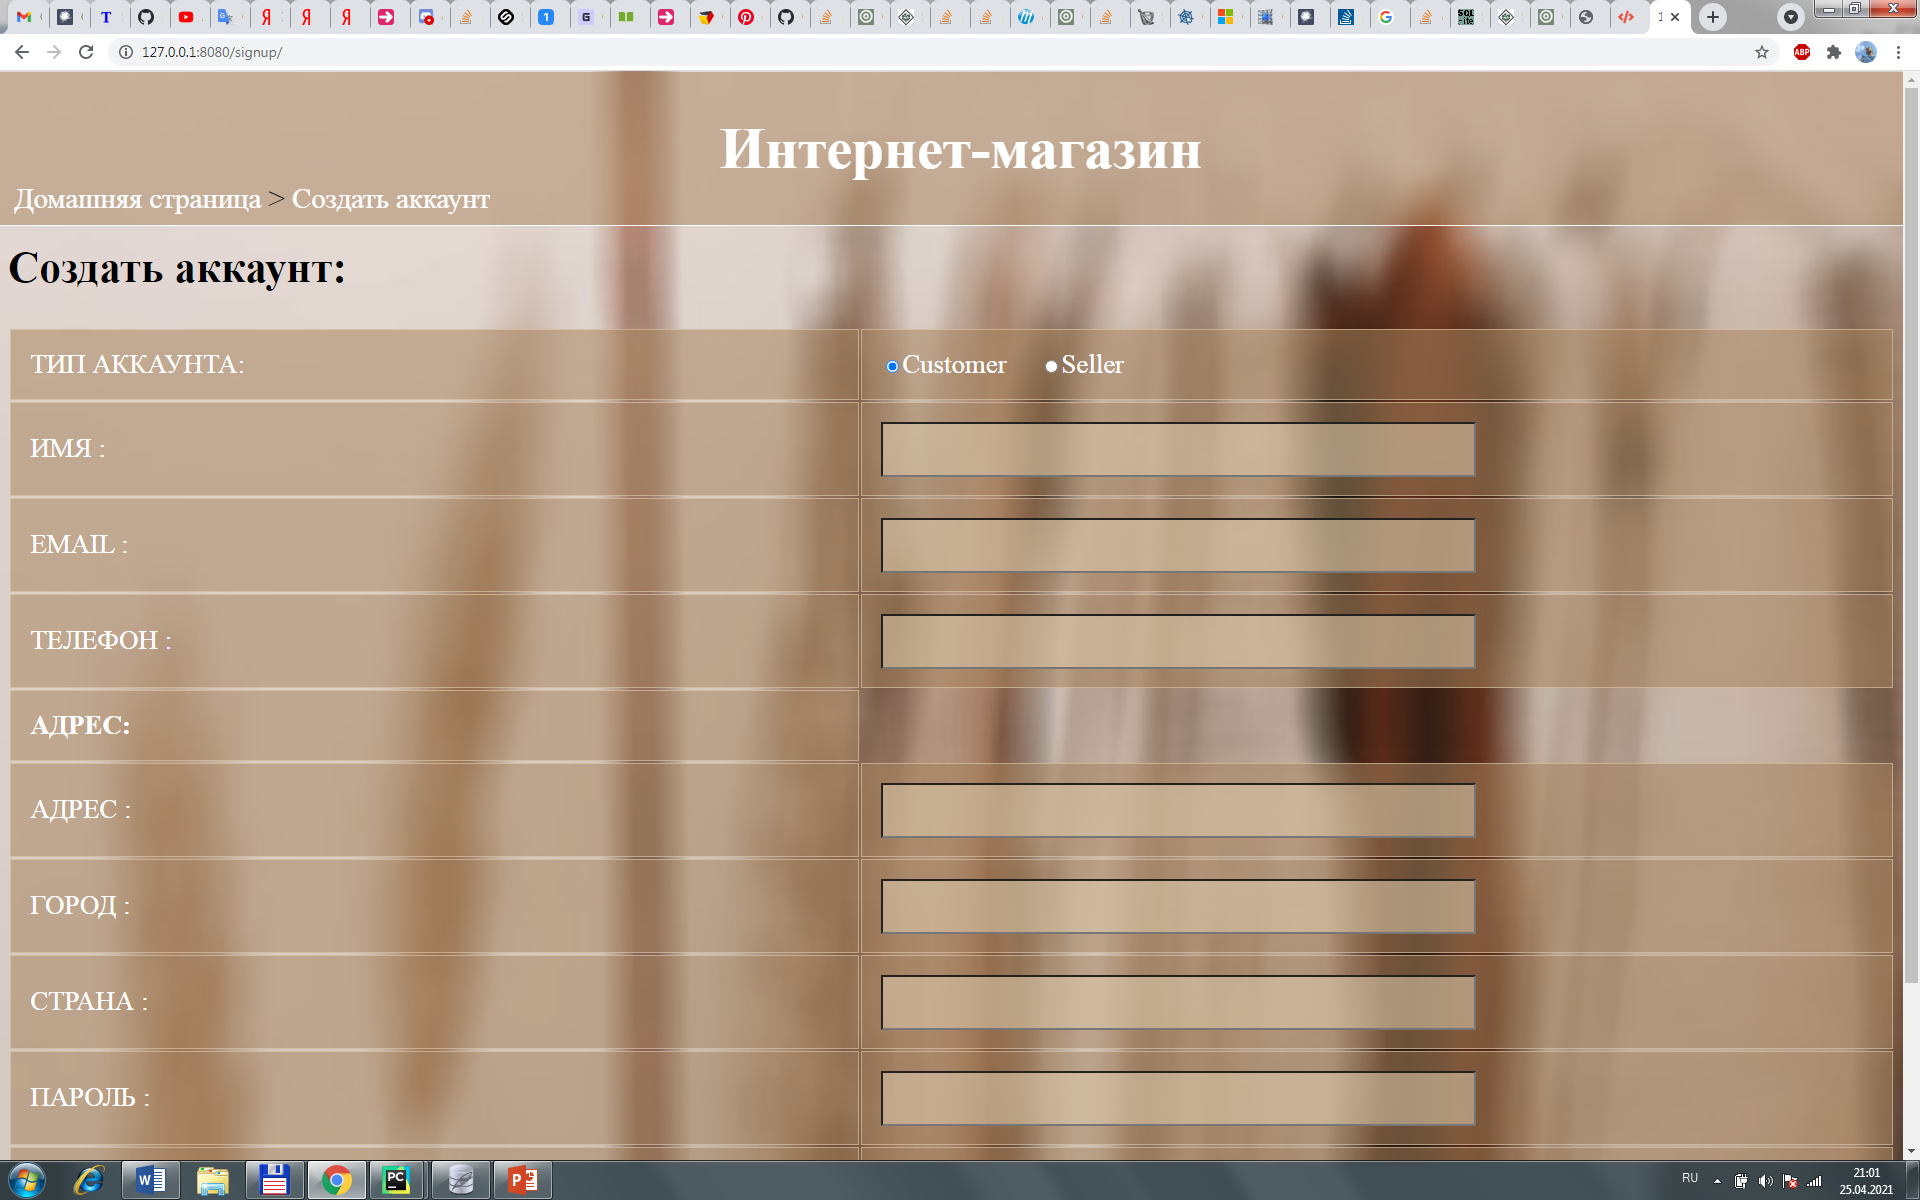 127.0.0.1:8080/signup/
ABP
Интернет-магазин
Домашняя страница > Создать аккаунт
Создать аккаунт:
ТИП АККАУНТА:
Customer Seller
ИМЯ :
EMAIL :
ТЕЛЕФОН :
АДРЕС:
АДРЕС :
ГОРОД :
СТРАНА :
ПАРОЛЬ :
RU
21:01
25.04.2021